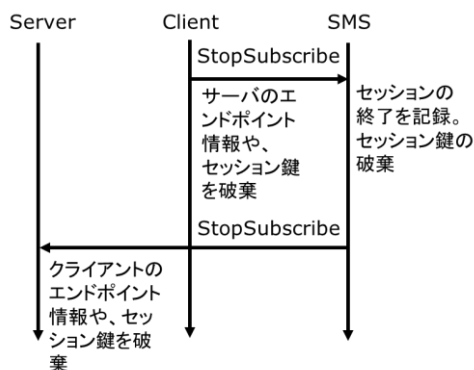 Server Client SMS
StopSubscribe
サーバのエ
ンドポイント
情報や、
セッション鍵
を破棄
セッションの
終了を記録。
セッション鍵の
破棄
StopSubscribe
クライアントの
エンドポイント
情報や、セッ
ション鍵を破
棄